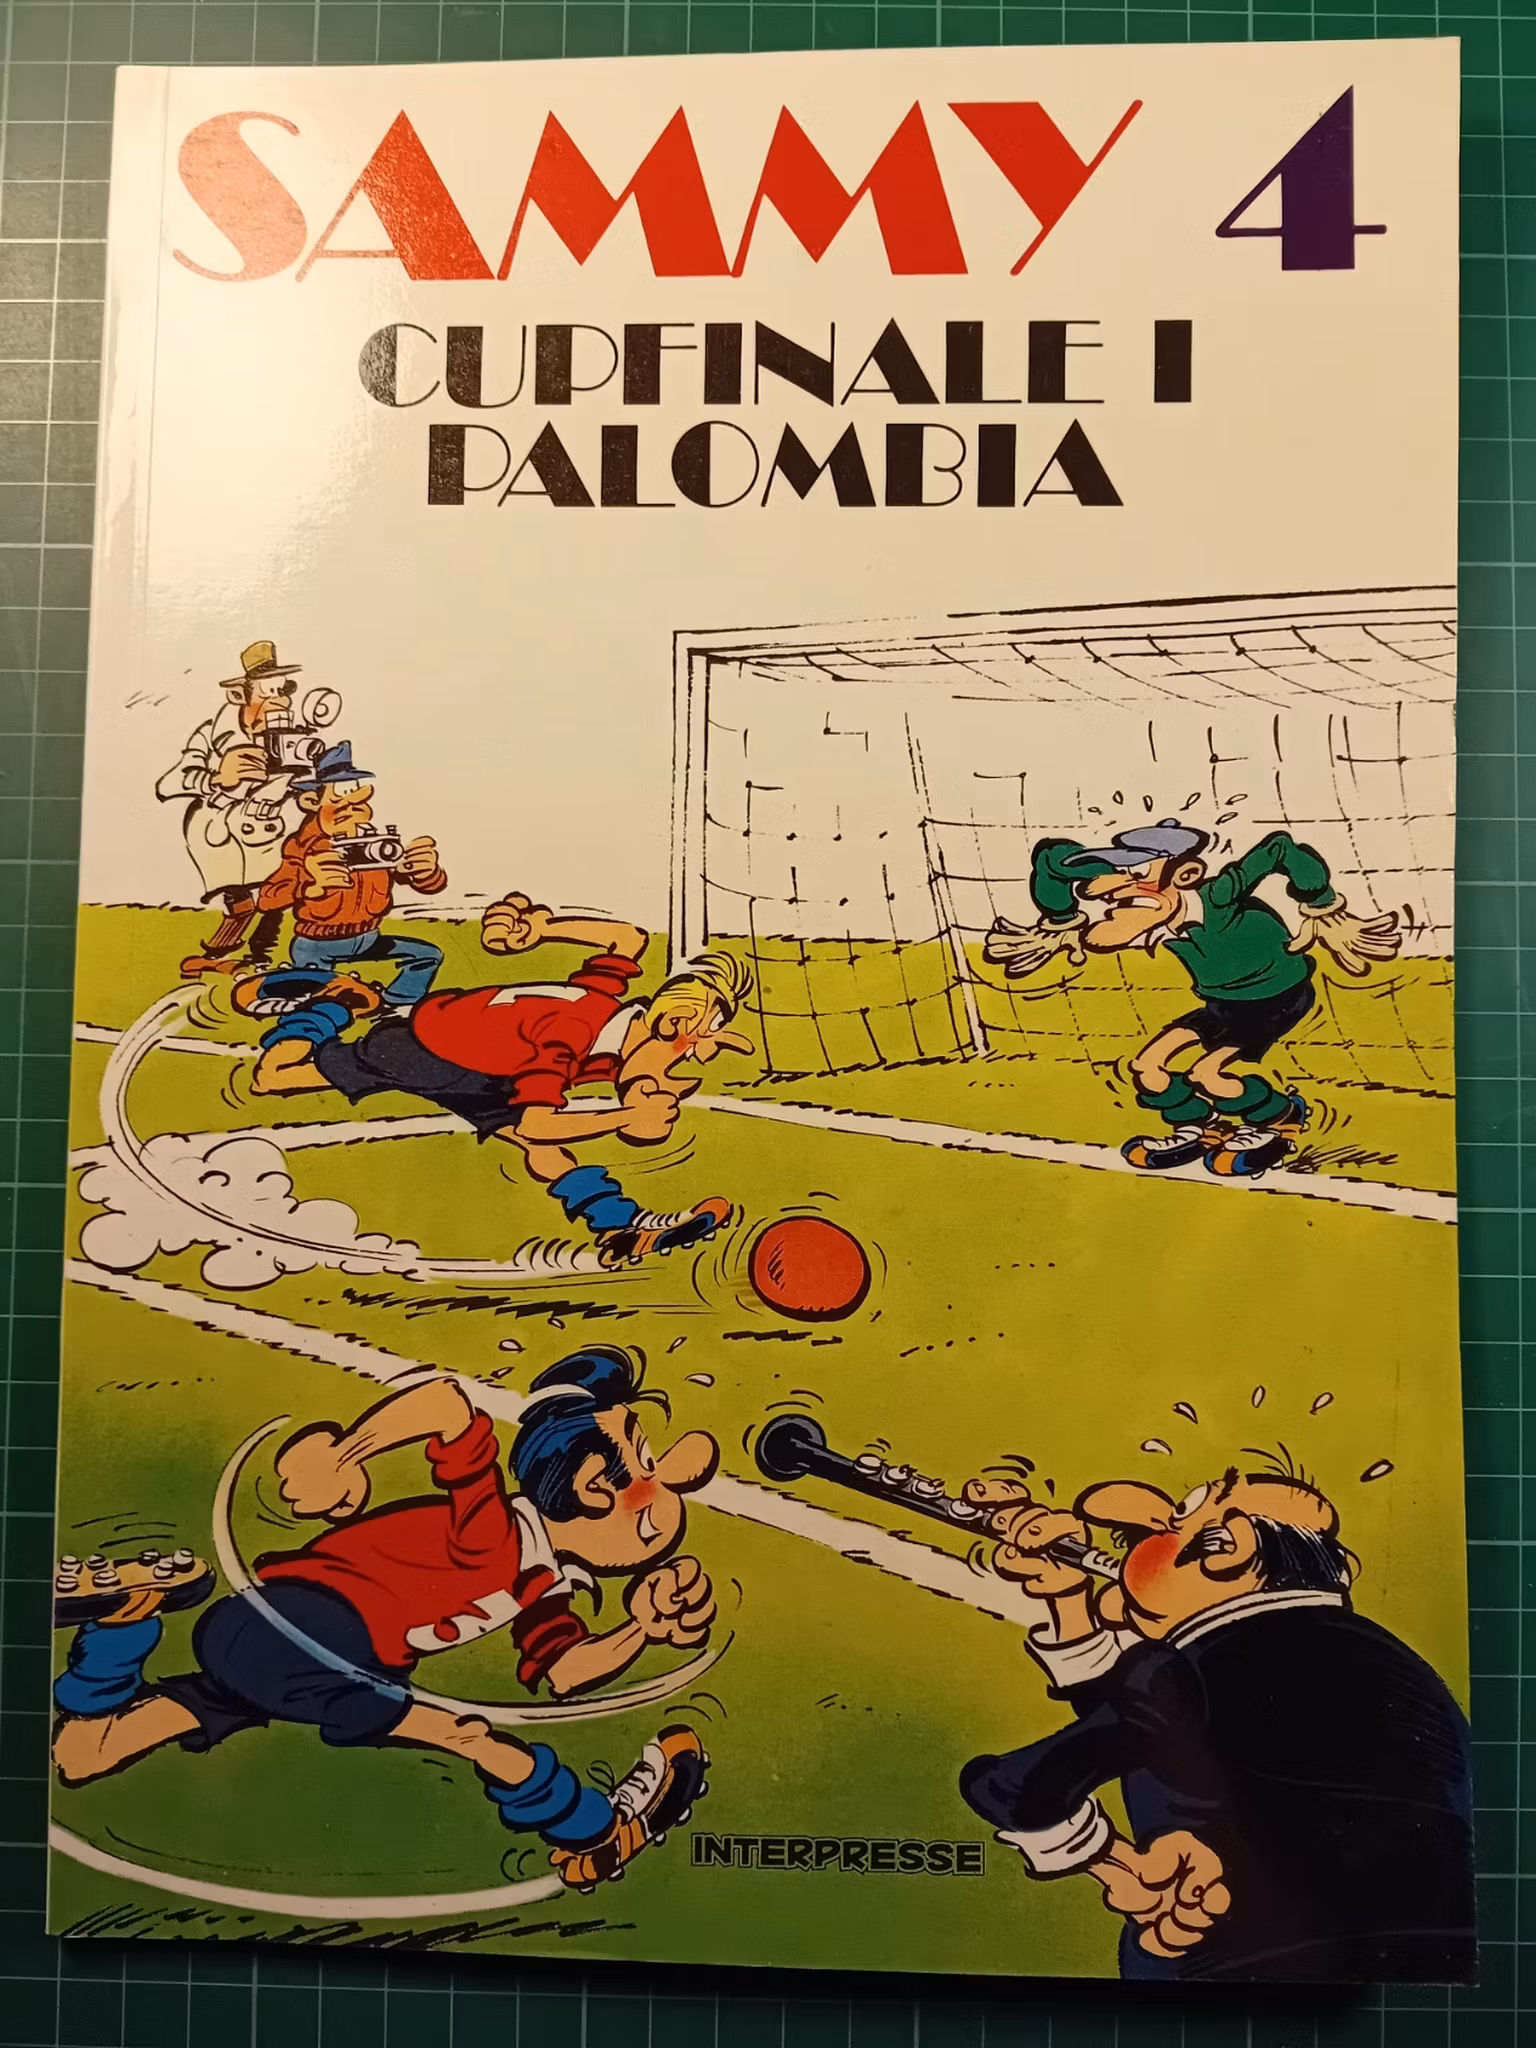 SAMMY 4
CUPFINALE I
PALOMBIA
INTERPRESSE